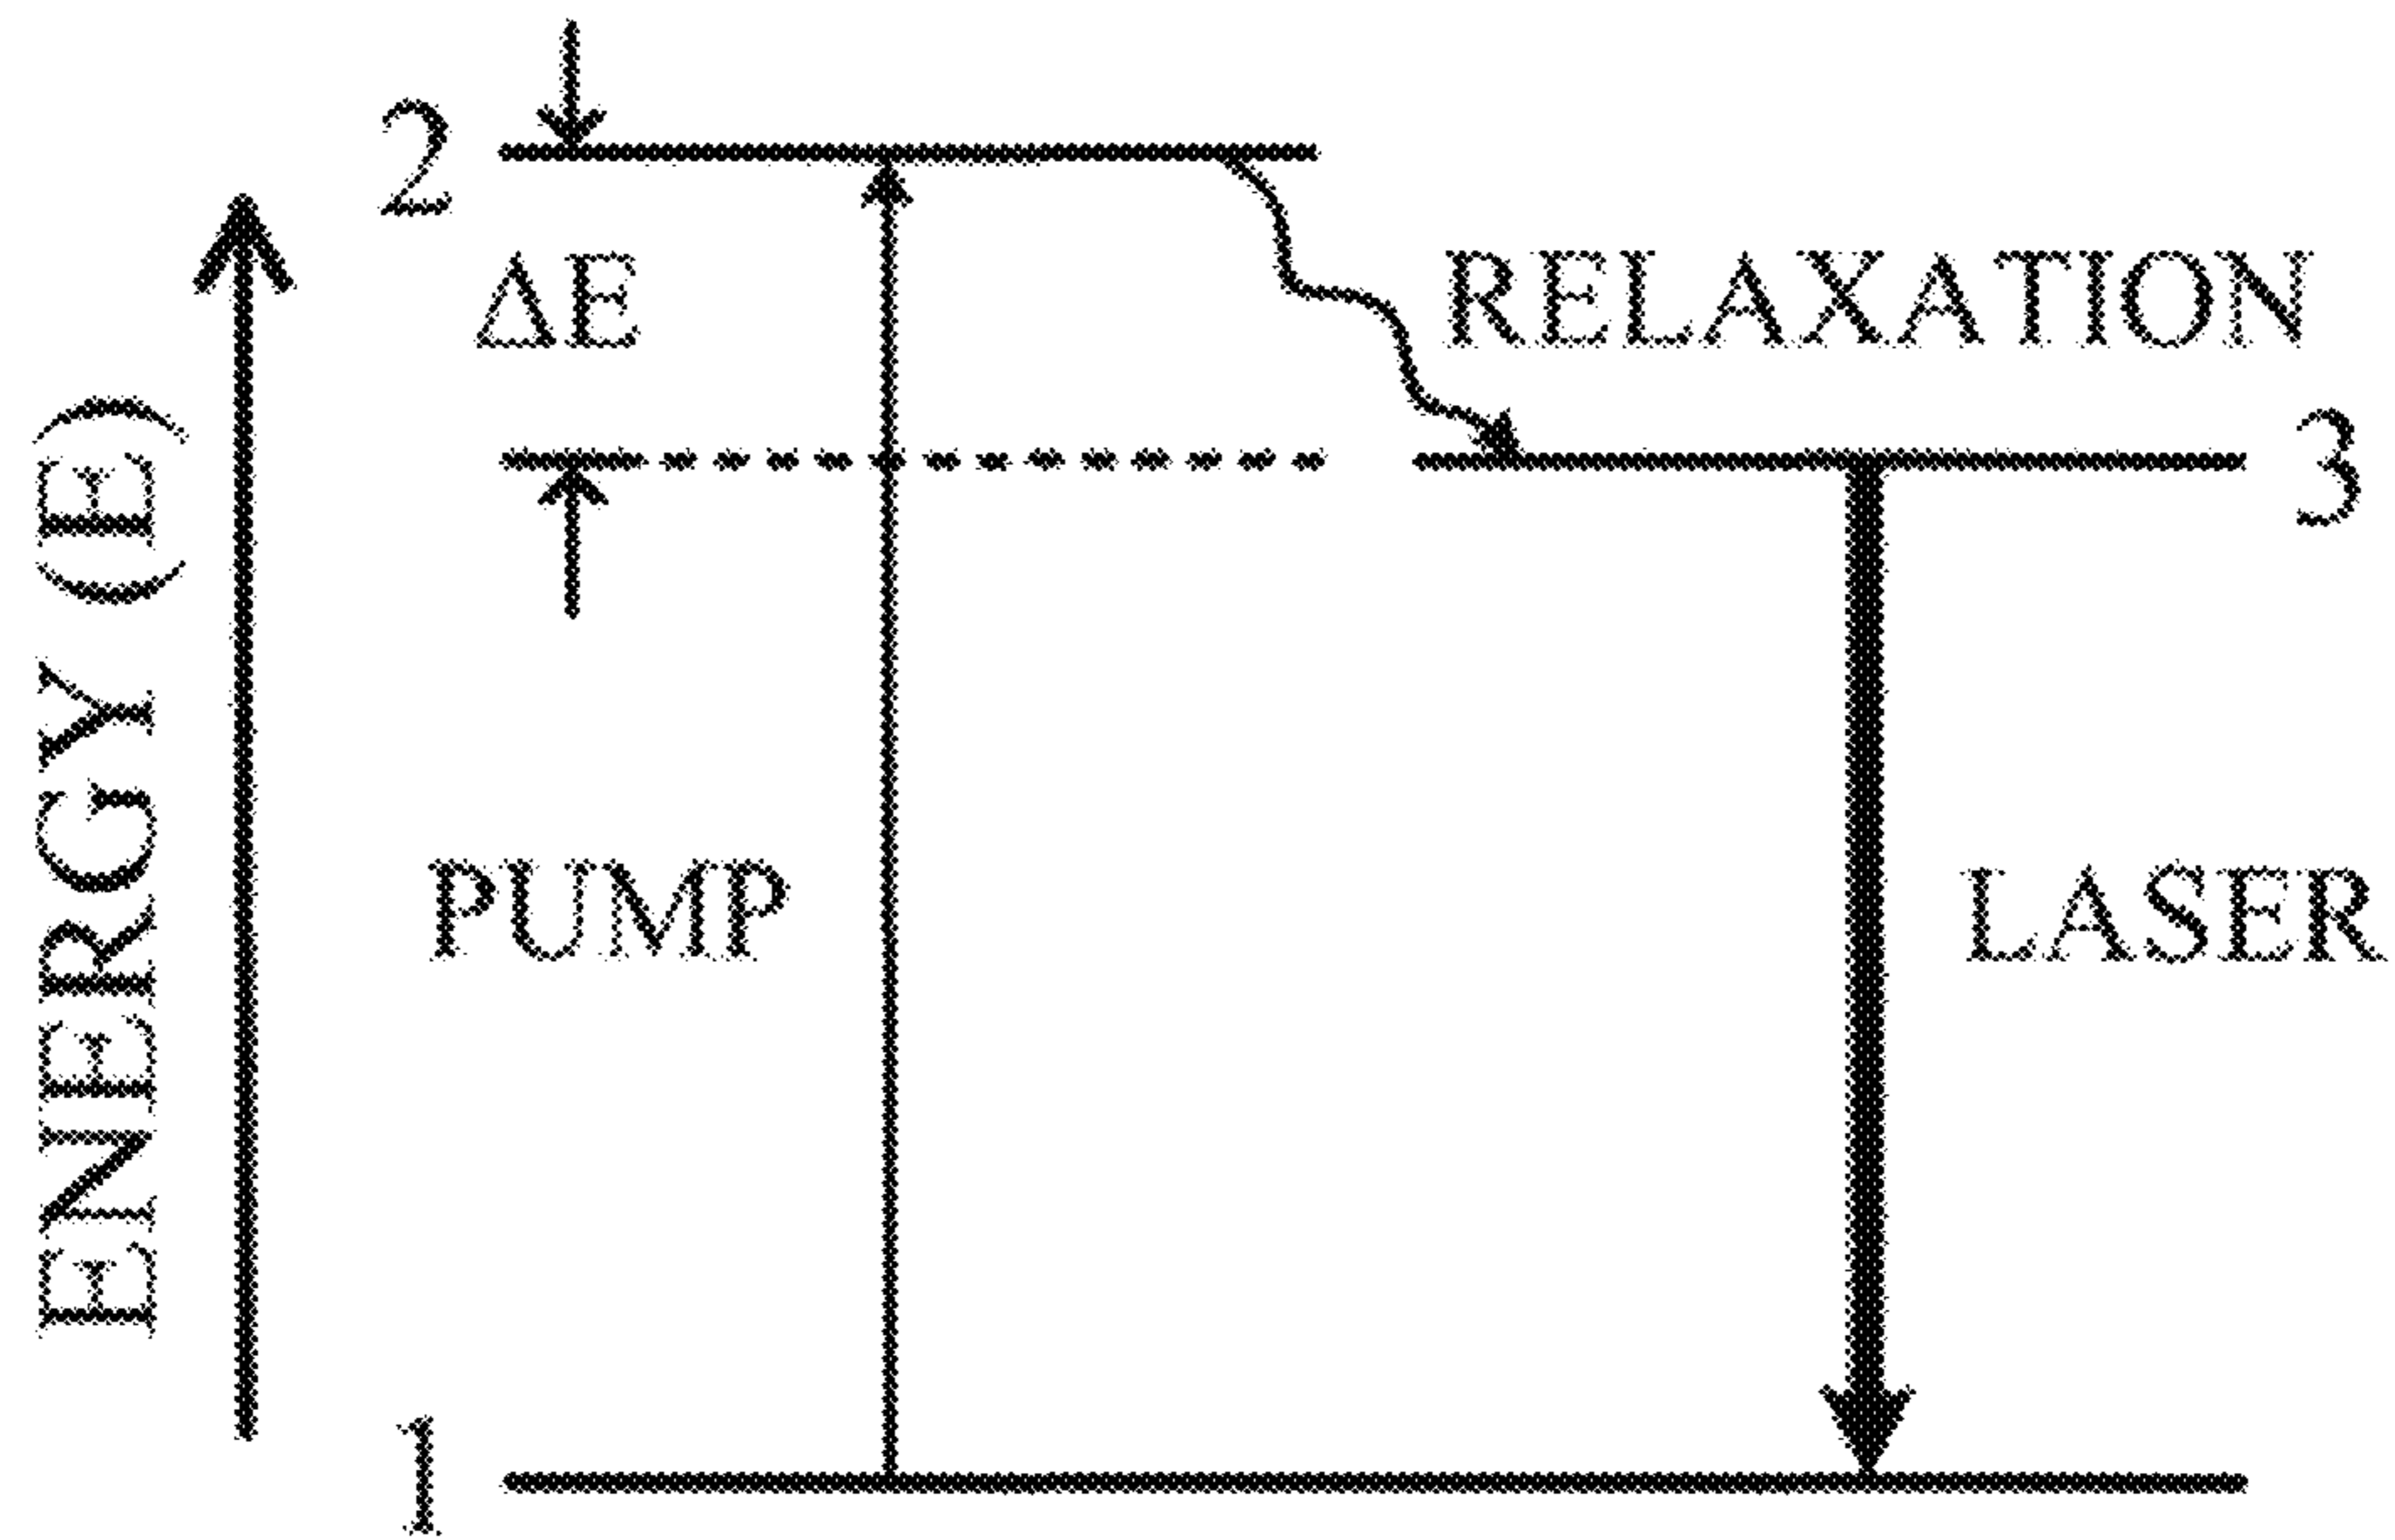 2
ΔE
RELAXATION
3
ENERGY (E)
PUMP
LASER
1